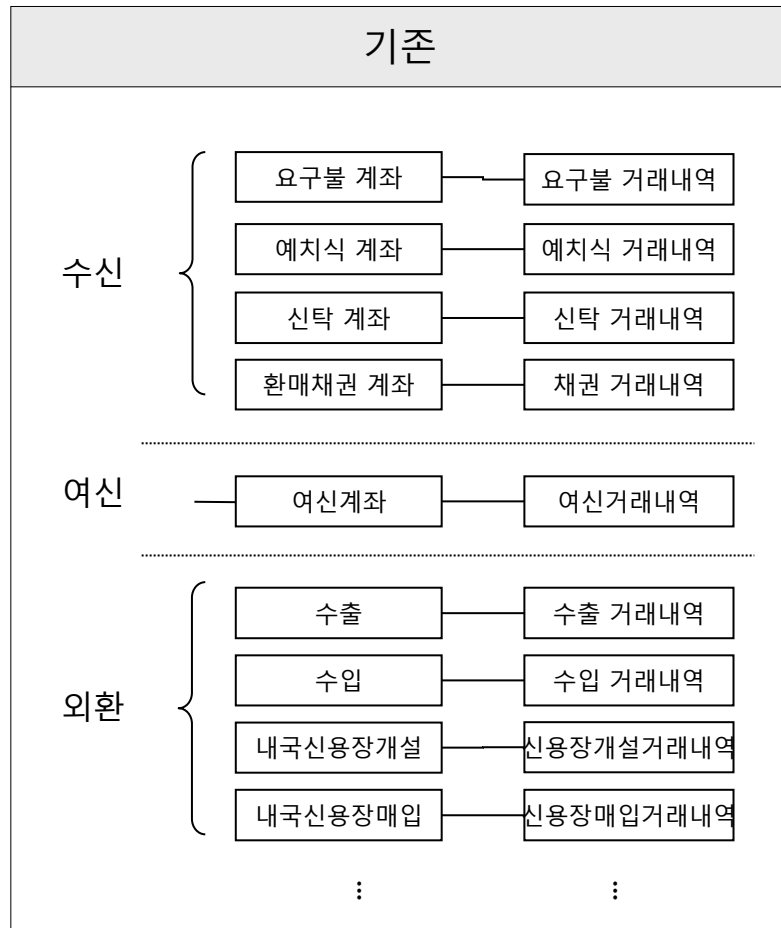 기존
수신
요구불 계좌
요구불 거래내역
예치식 계좌
예치식 거래내역
신탁 계좌
신탁 거래내역
환매채권 계좌
채권 거래내역
여신
여신계좌
여신거래내역
외환
수출
수출 거래내역
수입
수입 거래내역
내국신용장개설
신용장개설거래내역
내국신용장매입
신용장매입거래내역